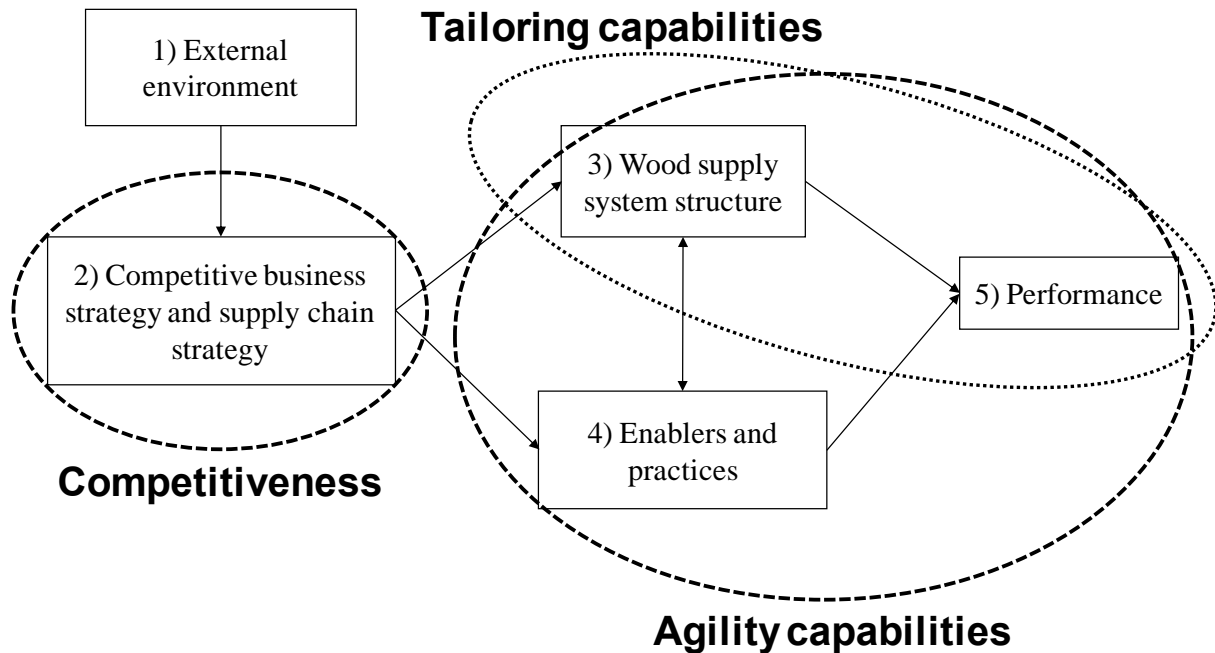 Tailoring capabilities
1) External
environment
3) Wood supply
system structure
2) Competitive business
strategy and supply chain
strategy
5) Performance
4) Enablers and
practices
Competitiveness
Agility capabilities